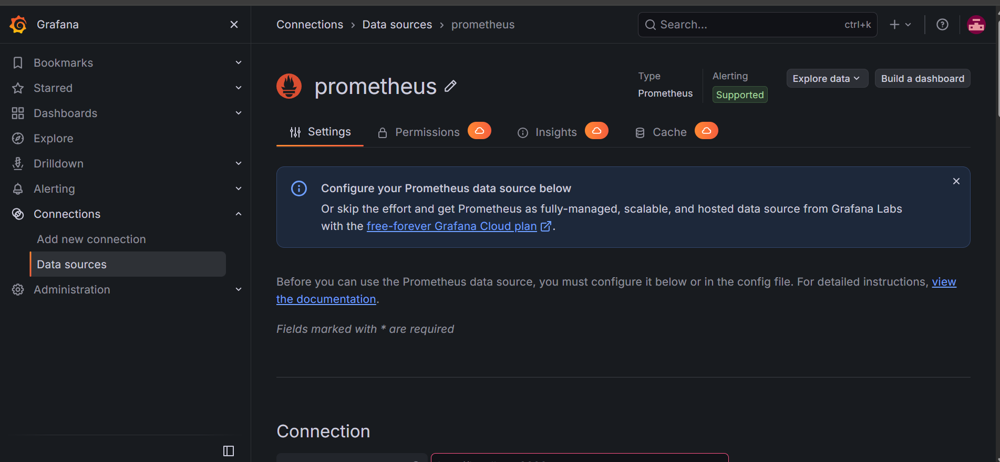 Grafana
Connections › Data sources › prometheus
Search... ctrl+k
Bookmarks
Starred
Dashboards
Explore
Drilldown
Alerting
Connections
Add new connection
Data sources
Administration
prometheus
Type
Prometheus
Alerting
Supported
Explore data
Build a dashboard
Settings
Permissions
Insights
Cache
Configure your Prometheus data source below
Or skip the effort and get Prometheus as fully-managed, scalable, and hosted data source from Grafana Labs
with the free-forever Grafana Cloud plan.
Before you can use the Prometheus data source, you must configure it below or in the config file. For detailed instructions, view
the documentation.
Fields marked with * are required
Connection